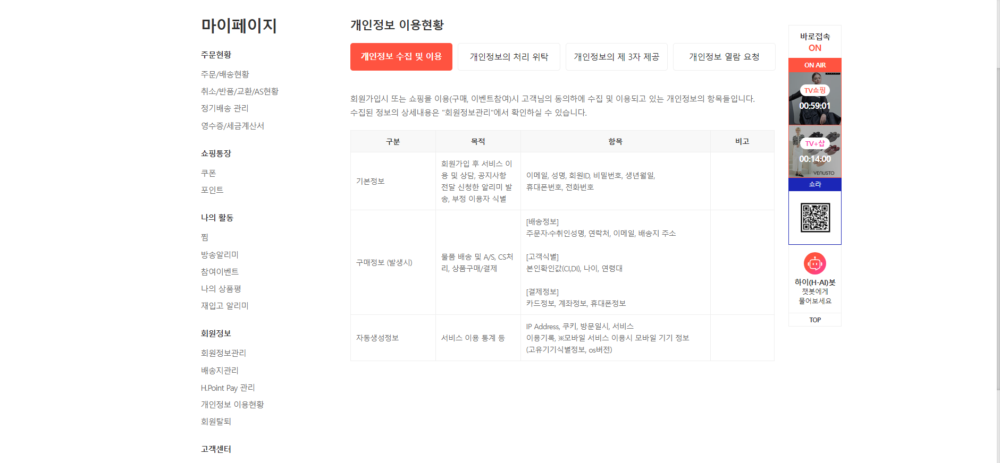 마이페이지
주문현황
주문/배송현황
취소/반품/교환/AS현황
정기배송 관리
영수증/세금계산서
쇼핑통장
쿠폰
포인트
나의 활동
찜
방송알리미
참여이벤트
나의 상품평
재입고 알리미
회원정보
회원정보관리
배송지관리
H.Point Pay 관리
개인정보 이용현황
회원탈퇴
고객센터
개인정보 이용현황
개인정보 수집 및 이용
개인정보의 처리 위탁
개인정보의 제 3자 제공
개인정보 열람 요청
회원가입시 또는 쇼핑몰 이용(구매, 이벤트참여)시 고객님의 동의하에 수집 및 이용되고 있는 개인정보의 항목들입니다.
수집된 정보의 상세내용은 "회원정보관리"에서 확인하실 수 있습니다.
구분 목적 항목 비고
기본정보
회원가입 후 서비스 이
용 및 상담, 공지사항
전달 신청한 알리미 발
송, 부정 이용자 식별
이메일, 성명, 회원ID, 비밀번호, 생년월일,
휴대폰번호, 전화번호
구매정보 (발생시)
물품 배송 및 A/S, CS처
리, 상품구매/결제
[배송정보]
주문자·수취인성명, 연락처, 이메일, 배송지 주소
[고객식별]
본인확인값(CI,DI), 나이, 연령대
[결제정보]
카드정보, 계좌정보, 휴대폰정보
자동생성정보
서비스 이용 통계 등
IP Address, 쿠키, 방문일시, 서비스
이용기록, ※모바일 서비스 이용시 모바일 기기 정보
(고유기기식별정보, os버전)
바로접속
ON
ON AIR
TV쇼핑
00:59:01
TV+샵
00:14:00
VENUSTO
쇼라
하이(H-AI)봇
챗봇에게
물어보세요
TOP